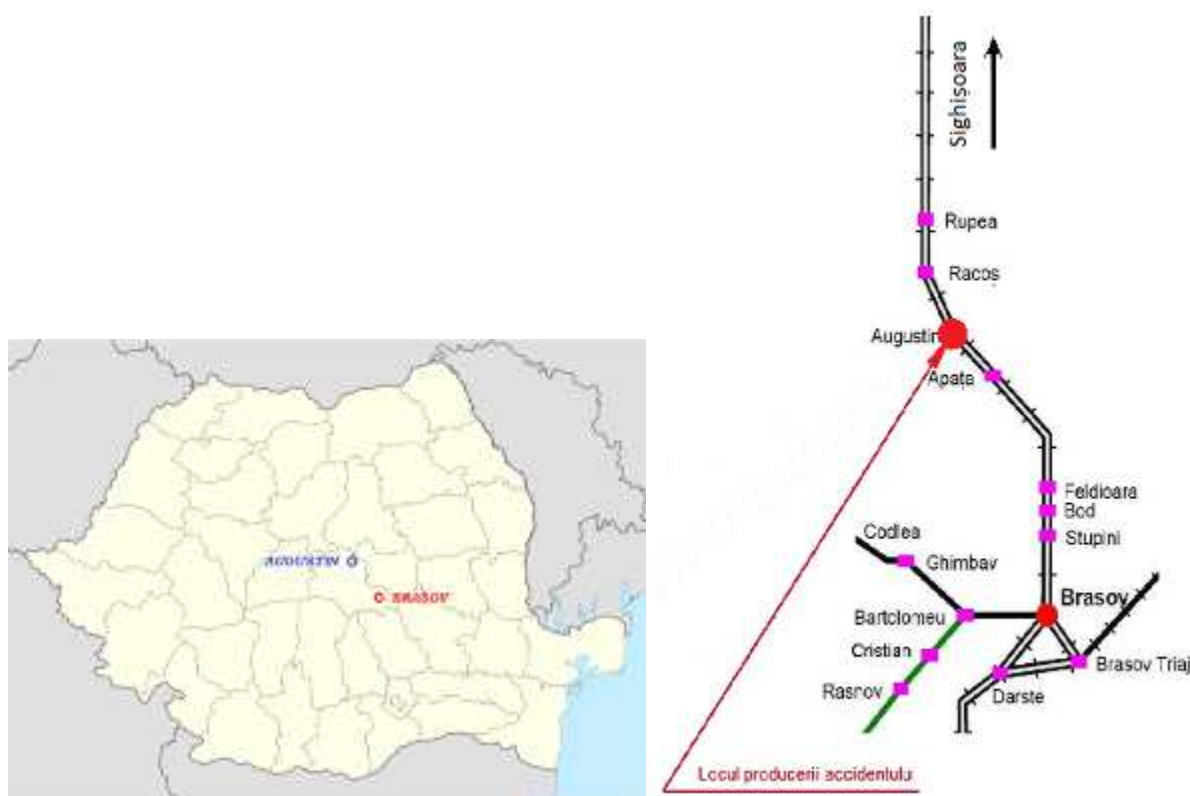 AUGUSTIN
BRASOV
Sighișoara
Rupea
Racos
Augustin
Apata
Feldioara
Bod
Stupini
Codlea
Ghimbav
Brasov
Bartolomeu
Cristian
Brasov Triaj
Rasnov
Darste
Locul producerii accidentulu